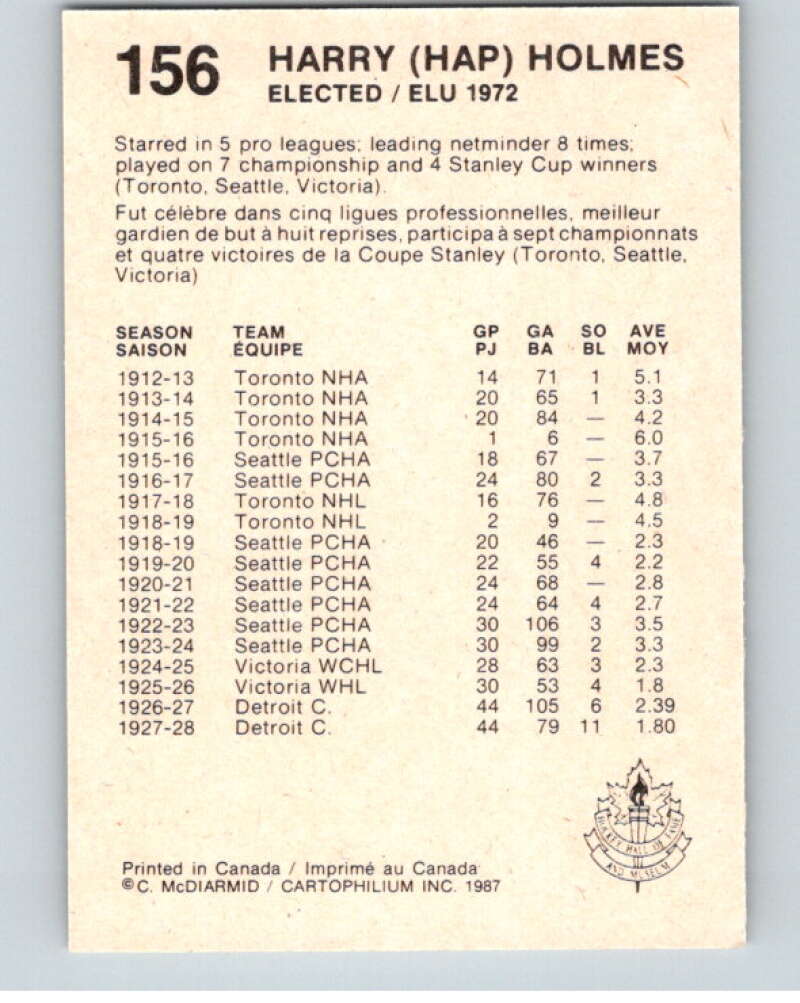 156 HARRY (HAP) HOLMES
ELECTED / ELU 1972
Starred in 5 pro leagues; leading netminder 8 times;
played on 7 championship and 4 Stanley Cup winners
(Toronto, Seattle, Victoria).
Fut célèbre dans cinq ligues professionnelles, meilleur
gardien de but à huit reprises, participa à sept championnats
et quatre victoires de la Coupe Stanley (Toronto, Seattle,
Victoria)
SEASON TEAM GP GA SO AVE
SAISON ÉQUIPE PJ BA BL MOY
1912-13 Toronto NHA 14 71 1 5.1
1913-14 Toronto NHA 20 65 1 3.3
1914-15 Toronto NHA 20 84 — 4.2
1915-16 Toronto NHA 1 6 — 6.0
1915-16 Seattle PCHA 18 67 — 3.7
1916-17 Seattle PCHA 24 80 2 3.3
1917-18 Toronto NHL 16 76 — 4.8
1918-19 Toronto NHL 2 9 — 4.5
1918-19 Seattle PCHA 20 46 — 2.3
1919-20 Seattle PCHA 22 55 4 2.2
1920-21 Seattle PCHA 24 68 — 2.8
1921-22 Seattle PCHA 24 64 4 2.7
1922-23 Seattle PCHA 30 106 3 3.5
1923-24 Seattle PCHA 30 99 2 3.3
1924-25 Victoria WCHL 28 63 3 2.3
1925-26 Victoria WHL 30 53 4 1.8
1926-27 Detroit C. 44 105 6 2.39
1927-28 Detroit C. 44 79 11 1.80
HOCKEY HALL OF FAME
AND MUSEUM
Printed in Canada / Imprimé au Canada
©C. McDIARMID / CARTOPHILIUM INC. 1987